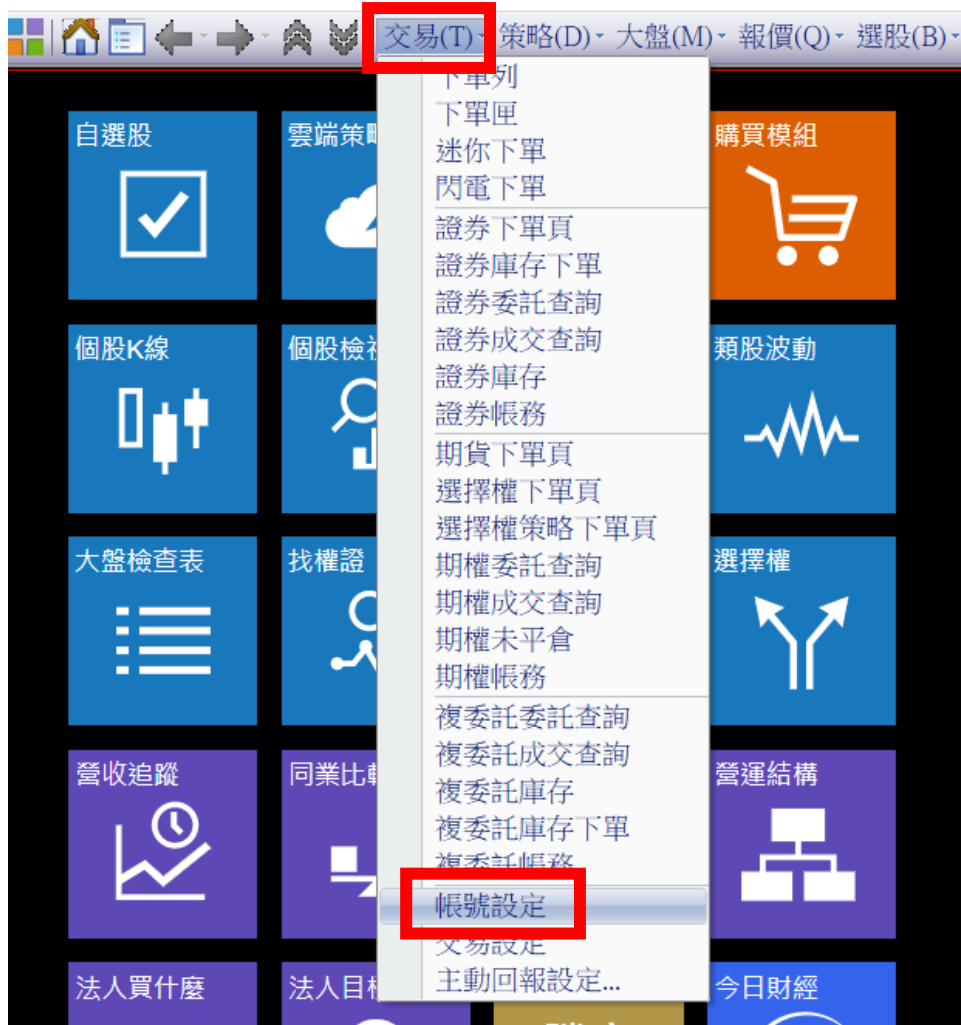 交易(T) 策略(D) 大盤(M) 報價(Q) 選股(B)
下單列
下單匣
迷你下單
閃電下單
證券下單頁
證券庫存下單
證券委託查詢
證券成交查詢
證券庫存
證券帳務
期貨下單頁
選擇權下單頁
選擇權策略下單頁
期權委託查詢
期權成交查詢
期權未平倉
期權帳務
複委託委託查詢
複委託成交查詢
複委託庫存
複委託庫存下單
複委託帳務
帳號設定
交易設定
主動回報設定...
自選股
雲端策略
購買模組
個股K線
個股檢視
類股波動
大盤檢查表
找權證
選擇權
營收追蹤
同業比較
營運結構
法人買什麼
法人目標
今日財經